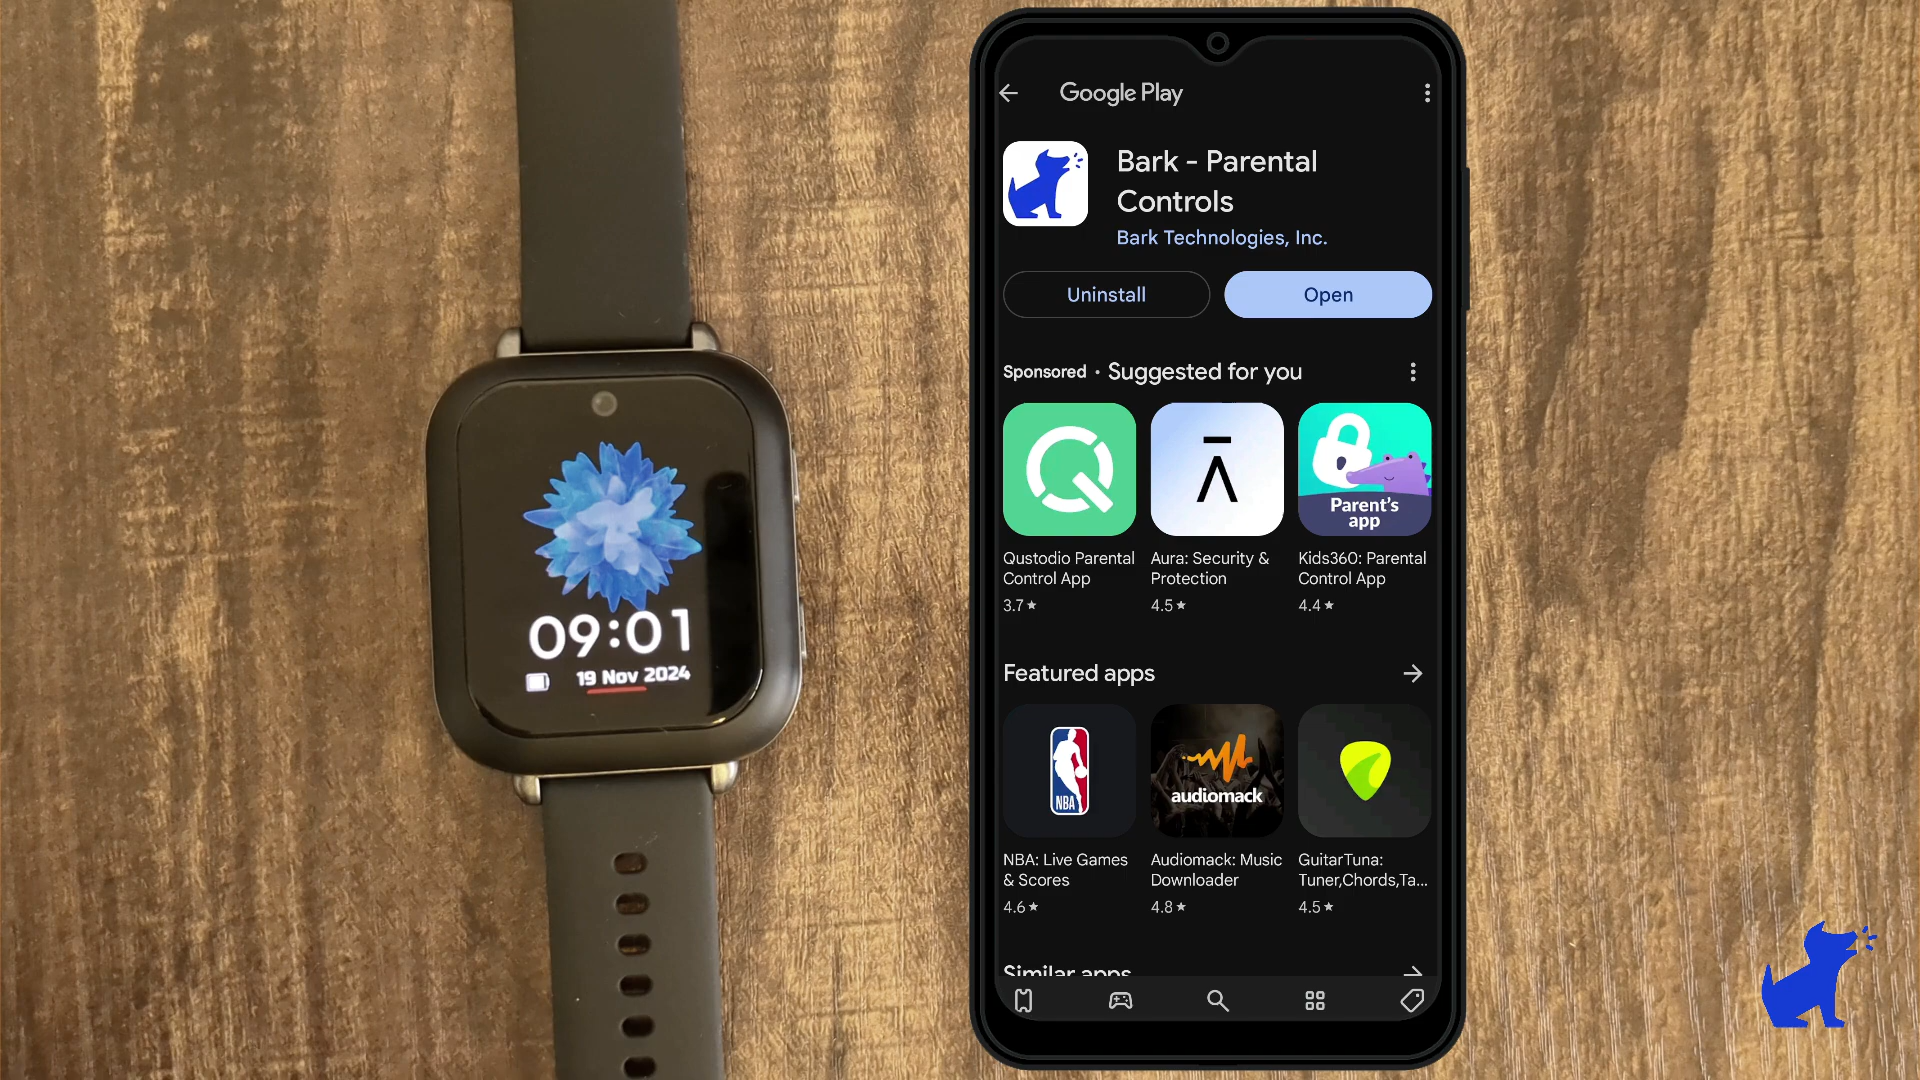 09:01
19 Nov 2024
Google Play
Bark - Parental
Controls
Bark Technologies, Inc.
Uninstall
Open
Sponsored • Suggested for you
Parent's
app
Qustodio Parental
Control App
3.7★
Aura: Security &
Protection
4.5★
Kids360: Parental
Control App
4.4★
Featured apps
NBA
audiomack
NBA: Live Games
& Scores
4.6★
Audiomack: Music
Downloader
4.8★
GuitarTuna:
Tuner,Chords,Ta...
4.5★
Similar apps